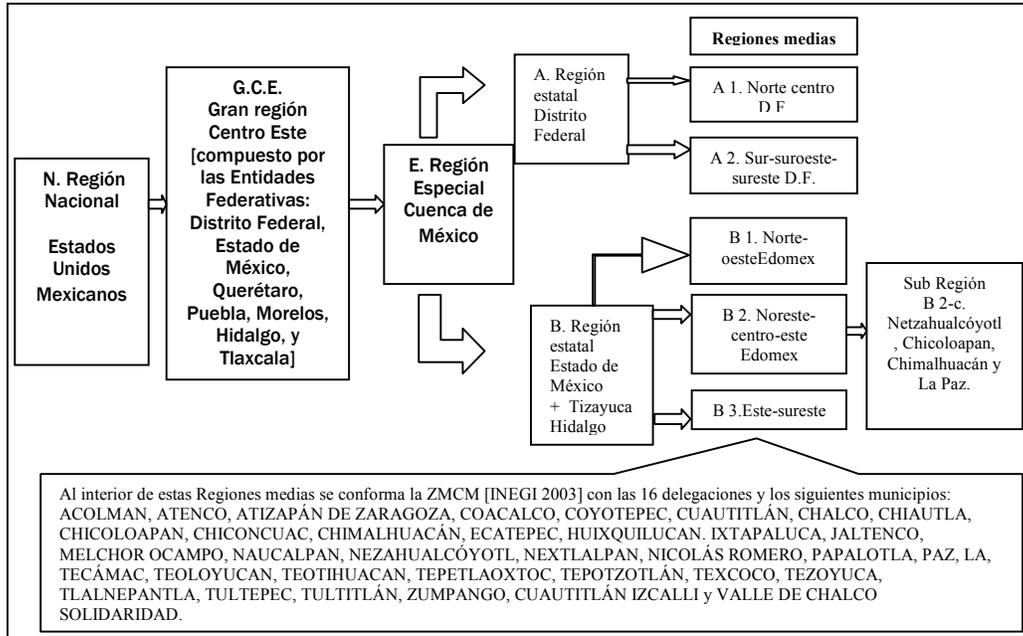 N. Región
Nacional
Estados
Unidos
Mexicanos
G.C.E.
Gran región
Centro Este
[compuesto por
las Entidades
Federativas:
Distrito Federal,
Estado de
México,
Querétaro,
Puebla, Morelos,
Hidalgo, y
Tlaxcala]
E. Región
Especial
Cuenca de
México
A. Región
estatal
Distrito
Federal
Regiones medias
A 1. Norte centro
D.F
A 2. Sur-suroeste-
sureste D.F.
B. Región
estatal
Estado de
México
+ Tizayuca
Hidalgo
B 1. Norte-
oesteEdomex
B 2. Noreste-
centro-este
Edomex
B 3.Este-sureste
Sub Región
B 2-c.
Netzahualcóyotl
, Chicoloapan,
Chimalhuacán y
La Paz.
Al interior de estas Regiones medias se conforma la ZMCM [INEGI 2003] con las 16 delegaciones y los siguientes municipios:
ACOLMAN, ATENCO, ATIZAPÁN DE ZARAGOZA, COACALCO, COYOTEPEC, CUAUTITLÁN, CHALCO, CHIAUTLA,
CHICOLOAPAN, CHICONCUAC, CHIMALHUACÁN, ECATEPEC, HUIXQUILUCAN. IXTAPALUCA, JALTENCO,
MELCHOR OCAMPO, NAUCALPAN, NEZAHUALCÓYOTL, NEXTLALPAN, NICOLÁS ROMERO, PAPALOTLA, PAZ, LA,
TECÁMAC, TEOLOYUCAN, TEOTIHUACAN, TEPETLAOXTOC, TEPOTZOTLÁN, TEXCOCO, TEZOYUCA,
TLALNEPANTLA, TULTEPEC, TULTITLÁN, ZUMPANGO, CUAUTITLÁN IZCALLI y VALLE DE CHALCO
SOLIDARIDAD.